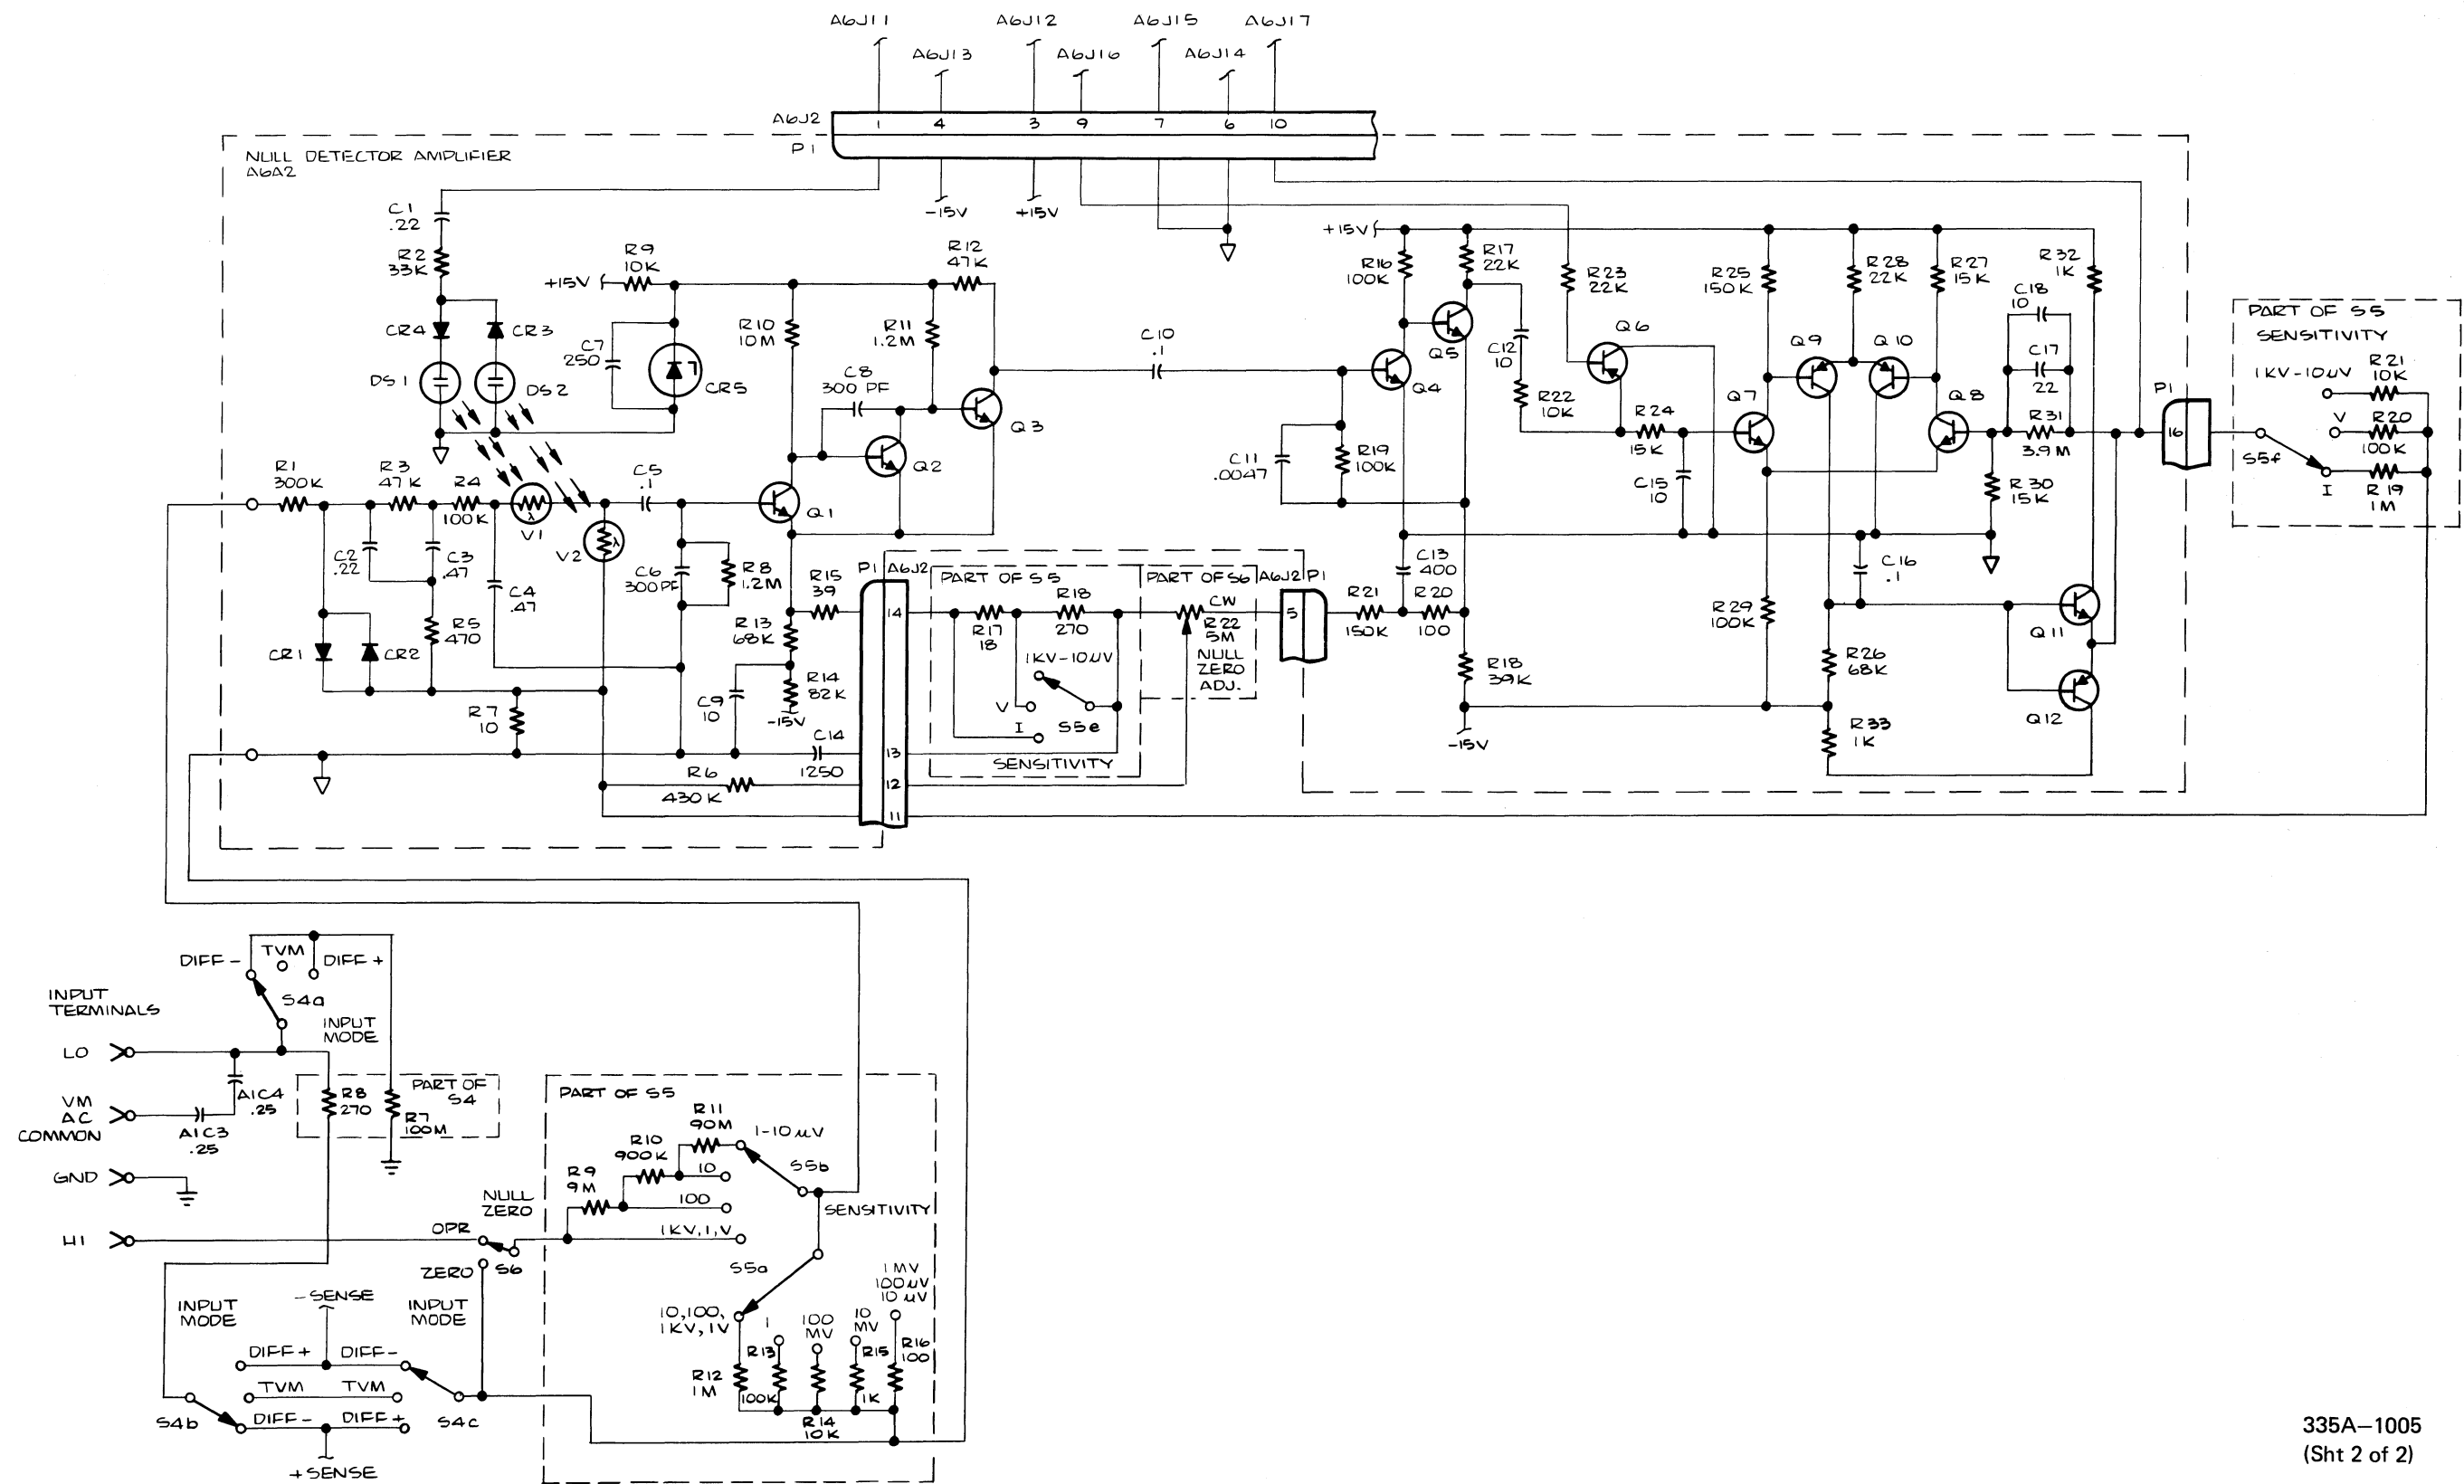 A6J11
A6J12
A6J15
A6J17
A6J13
A6J16
A6J14
A6J2
1
4
3
9
7
6
10
P1
NULL DETECTOR AMPLIFIER
A6A2
C1
.22
-15V
+15V
R2
33K
R9
10K
+15V
R12
47K
+15V
R16
100K
R17
22K
R23
22K
R25
150K
R28
22K
R27
15K
R32
1K
C18
10
CR4
CR3
R10
10M
R11
1.2M
C7
250
C10
.1
Q5
C12
10
Q6
Q9
Q10
C17
22
PART OF S5
SENSITIVITY
R21
10K
1KV-10µV
DS1
DS2
CR5
C8
300 PF
Q3
Q4
R22
10K
R24
15K
Q7
Q8
R31
3.9M
P1
16
V
R20
100K
S5f
I
R19
1M
Q2
R1
300K
R3
47K
R4
100K
λ
V1
C5
.1
Q1
C11
.0047
R19
100K
C15
10
R30
15K
C2
.22
C3
.47
V2
λ
C6
300PF
R8
1.2M
C4
.47
R5
470
CR1
CR2
R7
10
R15
39
P1
A6J2
14
R13
68K
R14
82K
-15V
C9
10
C14
1250
13
12
11
R6
430K
PART OF S5
R17
18
R18
270
1KV-10µV
V
I
S5e
SENSITIVITY
PART OF S6
CW
R22
5M
NULL
ZERO
ADJ.
A6J2
P1
5
R21
150K
C13
400
R20
100
R18
39K
-15V
R29
100K
C16
.1
R26
68K
R33
1K
Q11
Q12
DIFF -
TVM
DIFF +
S4a
INPUT
TERMINALS
INPUT
MODE
LO
VM
AC
COMMON
A1C4
.25
A1C3
.25
R8
270
R7
100M
PART OF
S4
GND
HI
NULL
ZERO
OPR
ZERO
S6
PART OF S5
R11
90M
1-10µV
R10
900K
10
S5b
R9
9M
100
SENSITIVITY
1KV,1,V
S5a
1MV
100µV
10µV
10,100,
1KV,1V
1
100
MV
10
MV
R12
1M
R13
100K
R14
10K
R15
1K
R16
100
INPUT
MODE
-SENSE
INPUT
MODE
DIFF+
DIFF-
TVM
TVM
S4b
DIFF-
DIFF+
S4c
+SENSE
335A–1005
(Sht 2 of 2)